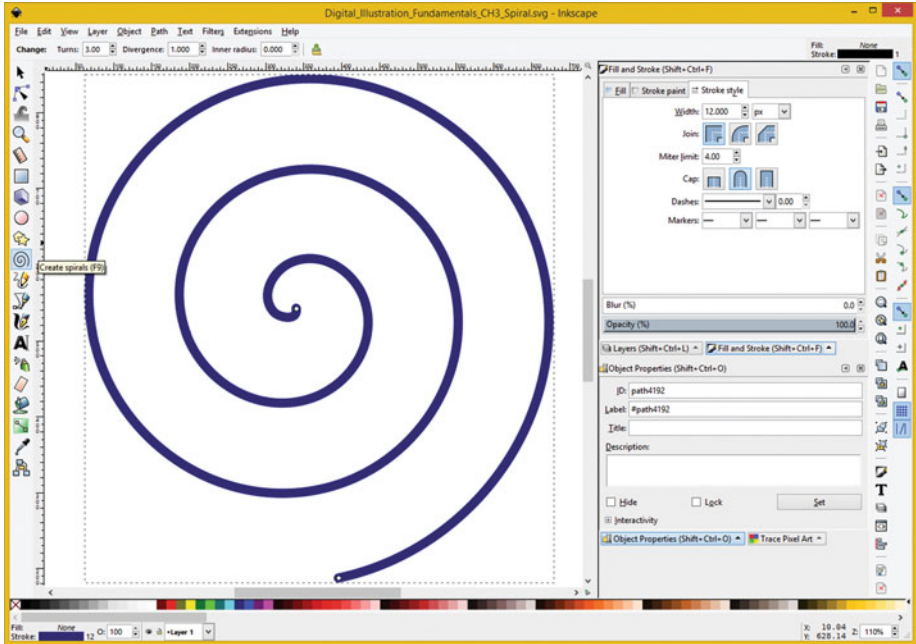 Digital_Illustration_Fundamentals_CH3_Spiral.svg - Inkscape
File Edit View Layer Object Path Text Filters Extensions Help
Change: Turns: 3.00 Divergence: 1.000 Inner radius: 0.000
Fill: None
Stroke: 1
Fill and Stroke (Shift+Ctrl+F)
Fill Stroke paint Stroke style
Width: 12.000 px
Join:
Miter limit: 4.00
Cap:
Dashes: 0.00
Markers:
Create spirals (F9)
Blur (%) 0.0
Opacity (%) 100.0
Layers (Shift+Ctrl+L) Fill and Stroke (Shift+Ctrl+F)
Object Properties (Shift+Ctrl+O)
ID: path4192
Label: #path4192
Title:
Description:
Hide Lock Set
Interactivity
Object Properties (Shift+Ctrl+O) Trace Pixel Art
Fill: None
Stroke: 12 O: 100 •Layer 1
X: 10.04
Y: 628.14 Z: 110%